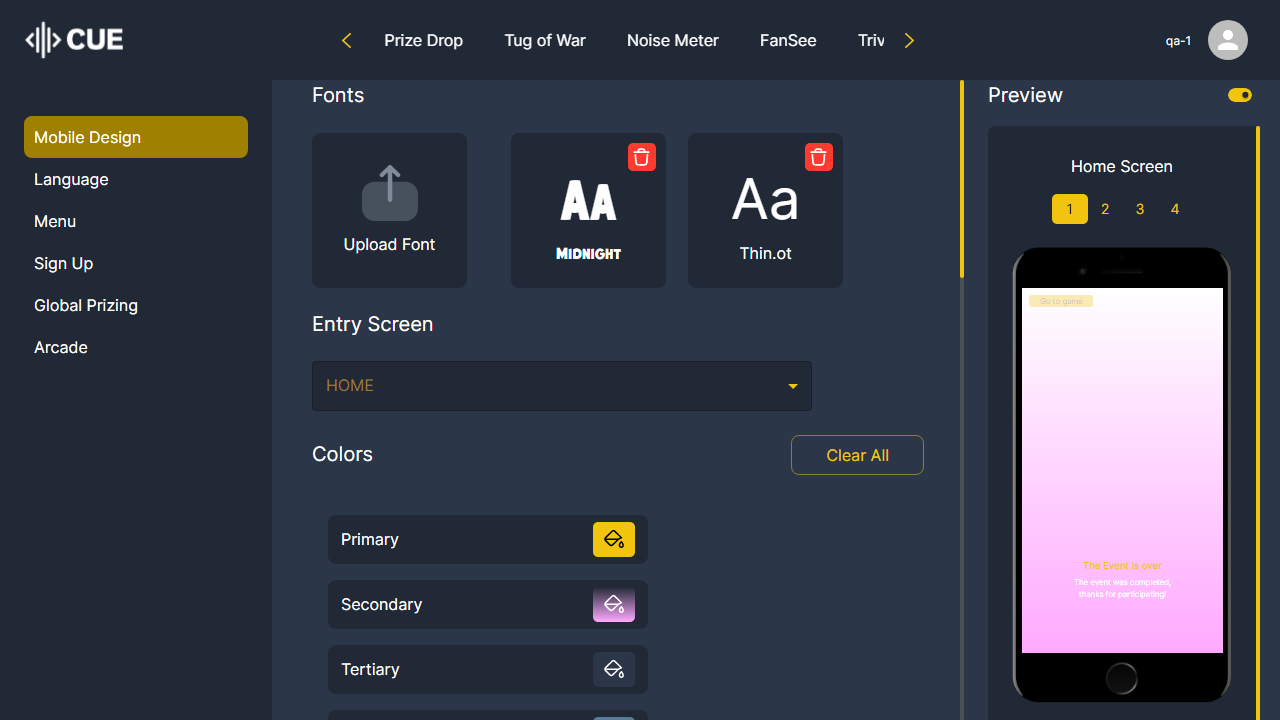 CUE
Prize Drop
Tug of War
Noise Meter
FanSee
Triv
qa-1
Mobile Design
Language
Menu
Sign Up
Global Prizing
Arcade
Fonts
Upload Font
AA
MIDNIGHT
Aa
Thin.ot
Entry Screen
HOME
Colors
Clear All
Primary
Secondary
Tertiary
Preview
Home Screen
1 2 3 4
Go to game
The Event is over
The event was completed,
thanks for participating!